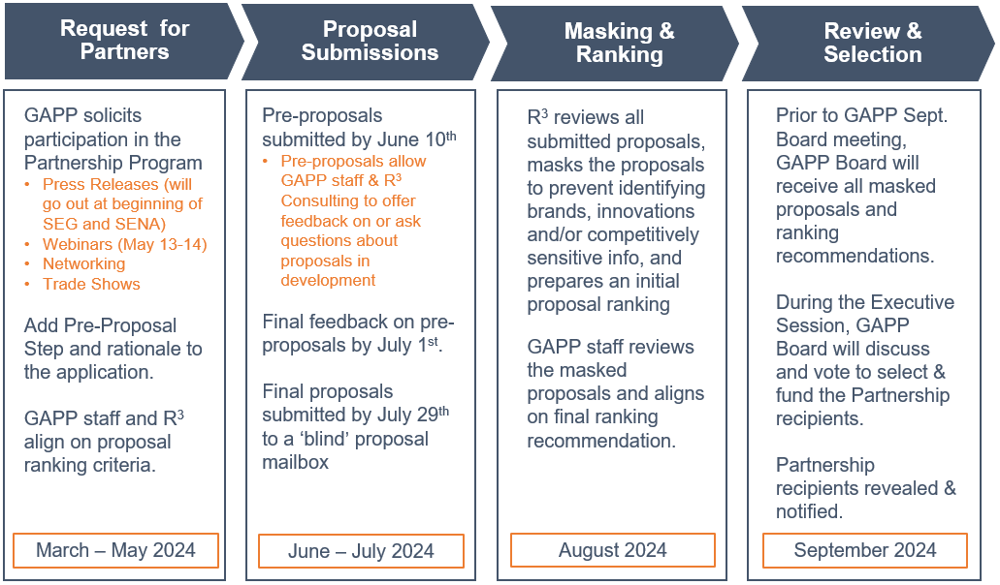 Request for
Partners
GAPP solicits
participation in the
Partnership Program
• Press Releases (will
go out at beginning of
SEG and SENA)
• Webinars (May 13-14)
• Networking
• Trade Shows
Add Pre-Proposal
Step and rationale to
the application.
GAPP staff and R³
align on proposal
ranking criteria.
March – May 2024
Proposal
Submissions
Pre-proposals
submitted by June 10th
• Pre-proposals allow
GAPP staff & R³
Consulting to offer
feedback on or ask
questions about
proposals in
development
Final feedback on pre-
proposals by July 1st.
Final proposals
submitted by July 29th
to a ‘blind’ proposal
mailbox
June – July 2024
Masking &
Ranking
R³ reviews all
submitted proposals,
masks the proposals
to prevent identifying
brands, innovations
and/or competitively
sensitive info, and
prepares an initial
proposal ranking
GAPP staff reviews
the masked
proposals and aligns
on final ranking
recommendation.
August 2024
Review &
Selection
Prior to GAPP Sept.
Board meeting,
GAPP Board will
receive all masked
proposals and
ranking
recommendations.
During the Executive
Session, GAPP
Board will discuss
and vote to select &
fund the Partnership
recipients.
Partnership
recipients revealed &
notified.
September 2024